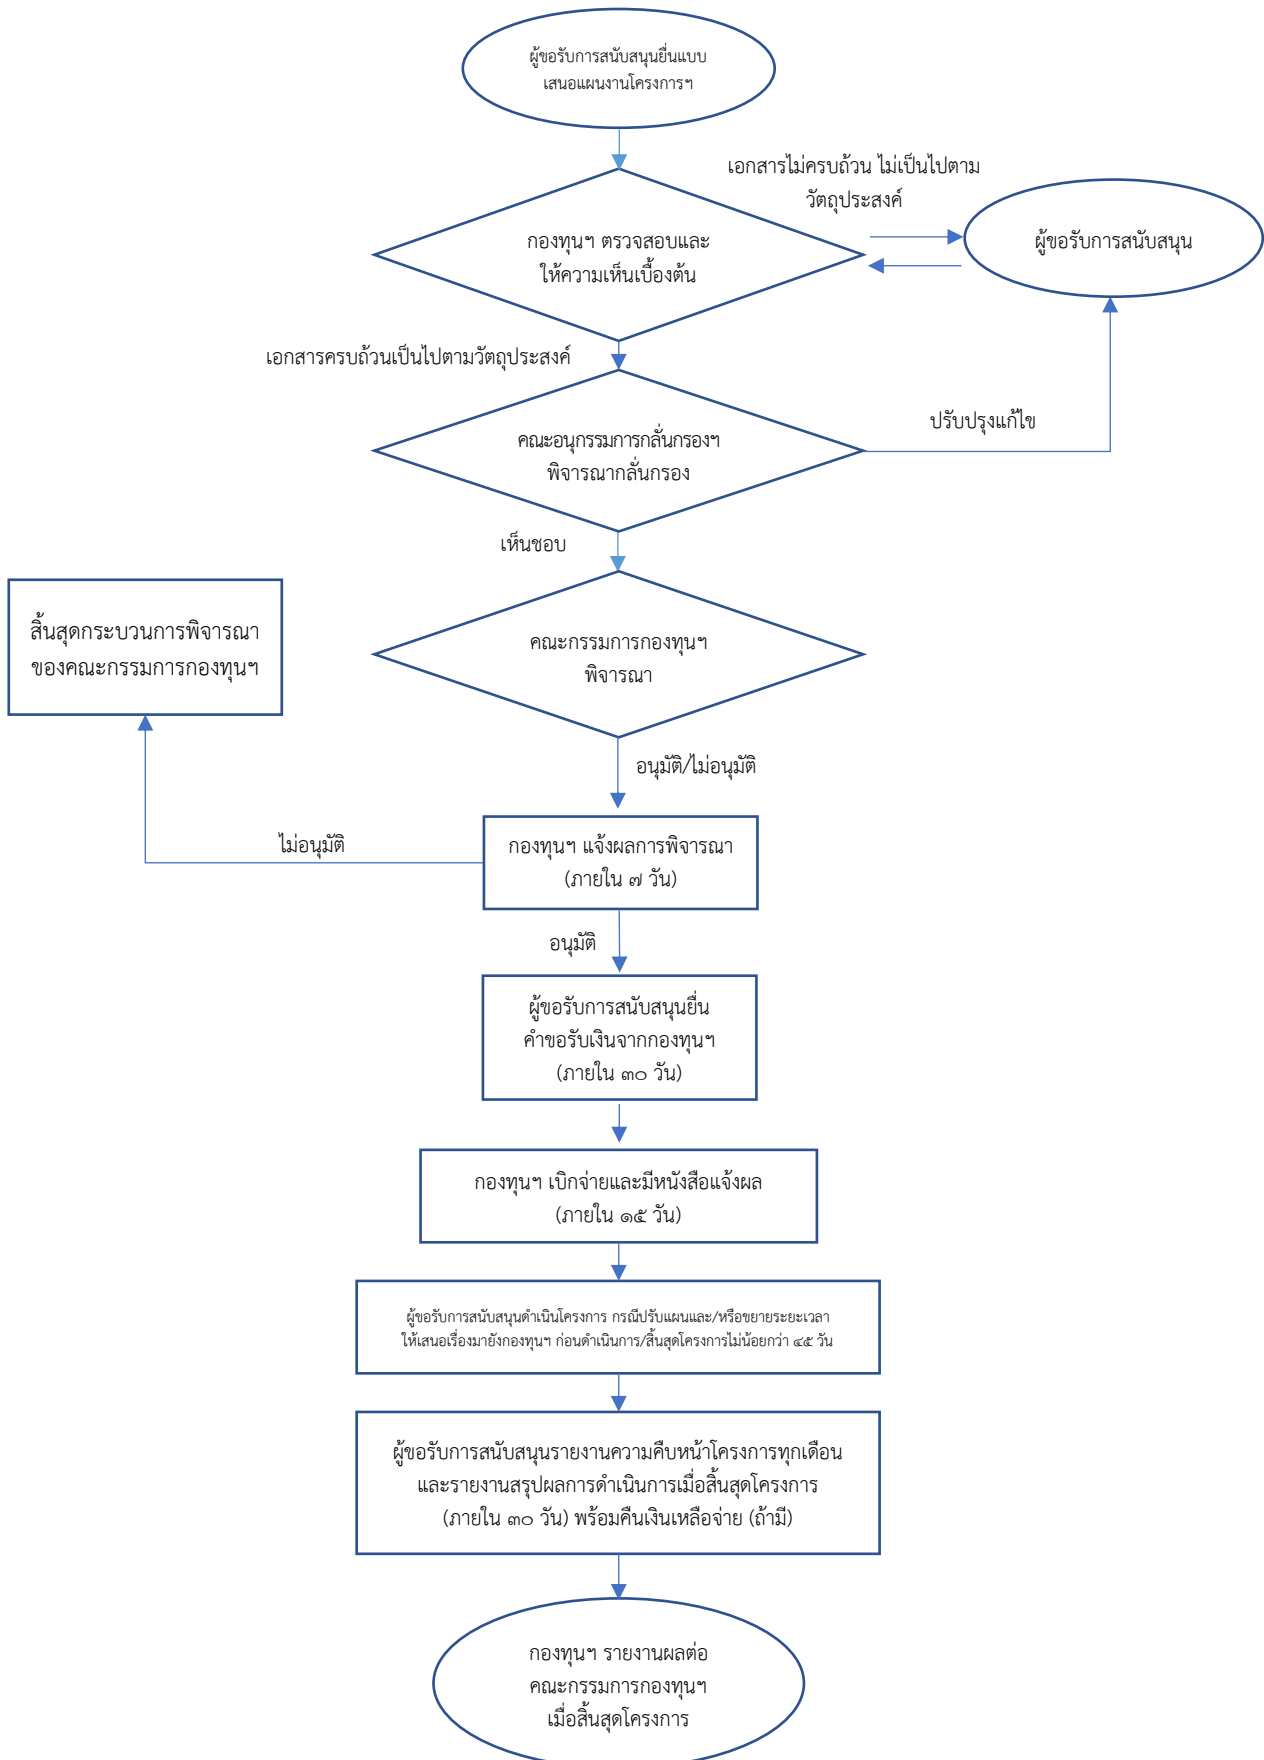 ผู้ขอรับการสนับสนุนยื่นแบบ
เสนอแผนงานโครงการฯ
เอกสารไม่ครบถ้วน ไม่เป็นไปตาม
วัตถุประสงค์
ผู้ขอรับการสนับสนุน
กองทุนฯ ตรวจสอบและ
ให้ความเห็นเบื้องต้น
เอกสารครบถ้วนเป็นไปตามวัตถุประสงค์
ปรับปรุงแก้ไข
คณะอนุกรรมการกลั่นกรองฯ
พิจารณากลั่นกรอง
เห็นชอบ
สิ้นสุดกระบวนการพิจารณา
ของคณะกรรมการกองทุนฯ
คณะกรรมการกองทุนฯ
พิจารณา
อนุมัติ/ไม่อนุมัติ
ไม่อนุมัติ
กองทุนฯ แจ้งผลการพิจารณา
(ภายใน ๗ วัน)
อนุมัติ
ผู้ขอรับการสนับสนุนยื่น
คำขอรับเงินจากกองทุนฯ
(ภายใน ๓๐ วัน)
กองทุนฯ เบิกจ่ายและมีหนังสือแจ้งผล
(ภายใน ๑๕ วัน)
ผู้ขอรับการสนับสนุนดำเนินโครงการ กรณีปรับแผนและ/หรือขยายระยะเวลา
ให้เสนอเรื่องมายังกองทุนฯ ก่อนดำเนินการ/สิ้นสุดโครงการไม่น้อยกว่า ๔๕ วัน
ผู้ขอรับการสนับสนุนรายงานความคืบหน้าโครงการทุกเดือน
และรายงานสรุปผลการดำเนินการเมื่อสิ้นสุดโครงการ
(ภายใน ๓๐ วัน) พร้อมคืนเงินเหลือจ่าย (ถ้ามี)
กองทุนฯ รายงานผลต่อ
คณะกรรมการกองทุนฯ
เมื่อสิ้นสุดโครงการ